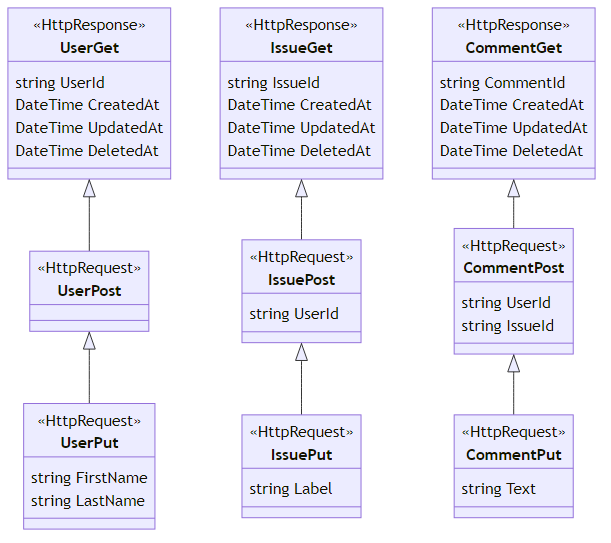 «HttpResponse»
UserGet
string UserId
DateTime CreatedAt
DateTime UpdatedAt
DateTime DeletedAt
«HttpRequest»
UserPost
«HttpRequest»
UserPut
string FirstName
string LastName
«HttpResponse»
IssueGet
string IssueId
DateTime CreatedAt
DateTime UpdatedAt
DateTime DeletedAt
«HttpRequest»
IssuePost
string UserId
«HttpRequest»
IssuePut
string Label
«HttpResponse»
CommentGet
string CommentId
DateTime CreatedAt
DateTime UpdatedAt
DateTime DeletedAt
«HttpRequest»
CommentPost
string UserId
string IssueId
«HttpRequest»
CommentPut
string Text